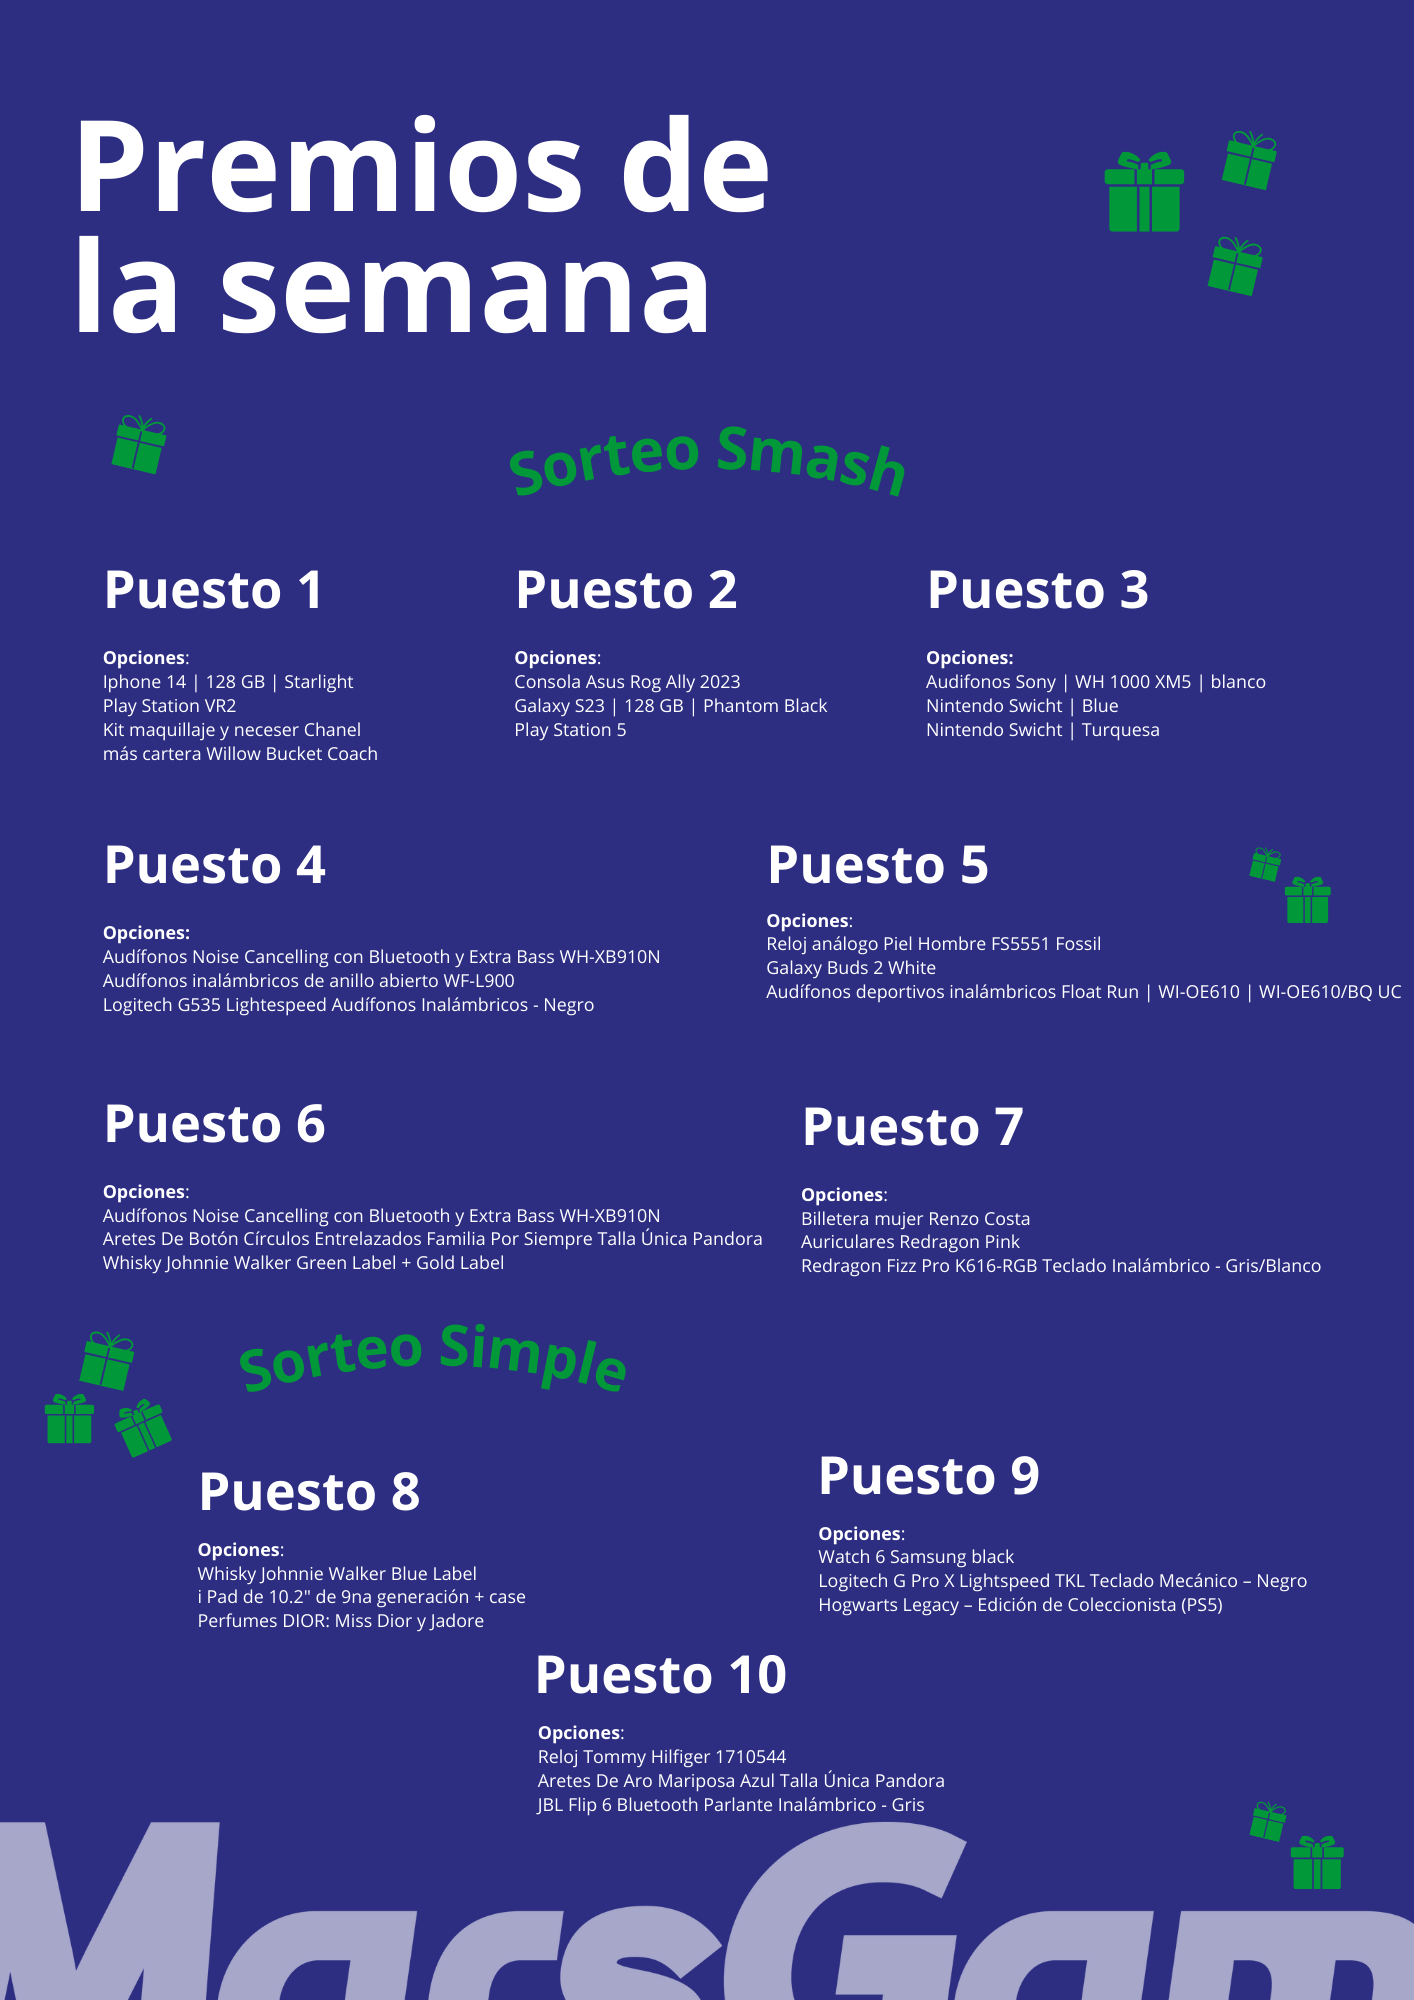 Premios de
la semana
Sorteo Smash
Puesto 1
Opciones:
Iphone 14 | 128 GB | Starlight
Play Station VR2
Kit maquillaje y neceser Chanel
más cartera Willow Bucket Coach
Puesto 2
Opciones:
Consola Asus Rog Ally 2023
Galaxy S23 | 128 GB | Phantom Black
Play Station 5
Puesto 3
Opciones:
Audifonos Sony | WH 1000 XM5 | blanco
Nintendo Swicht | Blue
Nintendo Swicht | Turquesa
Puesto 4
Opciones:
Audífonos Noise Cancelling con Bluetooth y Extra Bass WH-XB910N
Audífonos inalámbricos de anillo abierto WF-L900
Logitech G535 Lightespeed Audífonos Inalámbricos - Negro
Puesto 5
Opciones:
Reloj análogo Piel Hombre FS5551 Fossil
Galaxy Buds 2 White
Audífonos deportivos inalámbricos Float Run | WI-OE610 | WI-OE610/BQ UC
Puesto 6
Opciones:
Audífonos Noise Cancelling con Bluetooth y Extra Bass WH-XB910N
Aretes De Botón Círculos Entrelazados Familia Por Siempre Talla Única Pandora
Whisky Johnnie Walker Green Label + Gold Label
Puesto 7
Opciones:
Billetera mujer Renzo Costa
Auriculares Redragon Pink
Redragon Fizz Pro K616-RGB Teclado Inalámbrico - Gris/Blanco
Sorteo Simple
Puesto 8
Opciones:
Whisky Johnnie Walker Blue Label
i Pad de 10.2" de 9na generación + case
Perfumes DIOR: Miss Dior y Jadore
Puesto 9
Opciones:
Watch 6 Samsung black
Logitech G Pro X Lightspeed TKL Teclado Mecánico – Negro
Hogwarts Legacy – Edición de Coleccionista (PS5)
Puesto 10
Opciones:
Reloj Tommy Hilfiger 1710544
Aretes De Aro Mariposa Azul Talla Única Pandora
JBL Flip 6 Bluetooth Parlante Inalámbrico - Gris
MarsGam